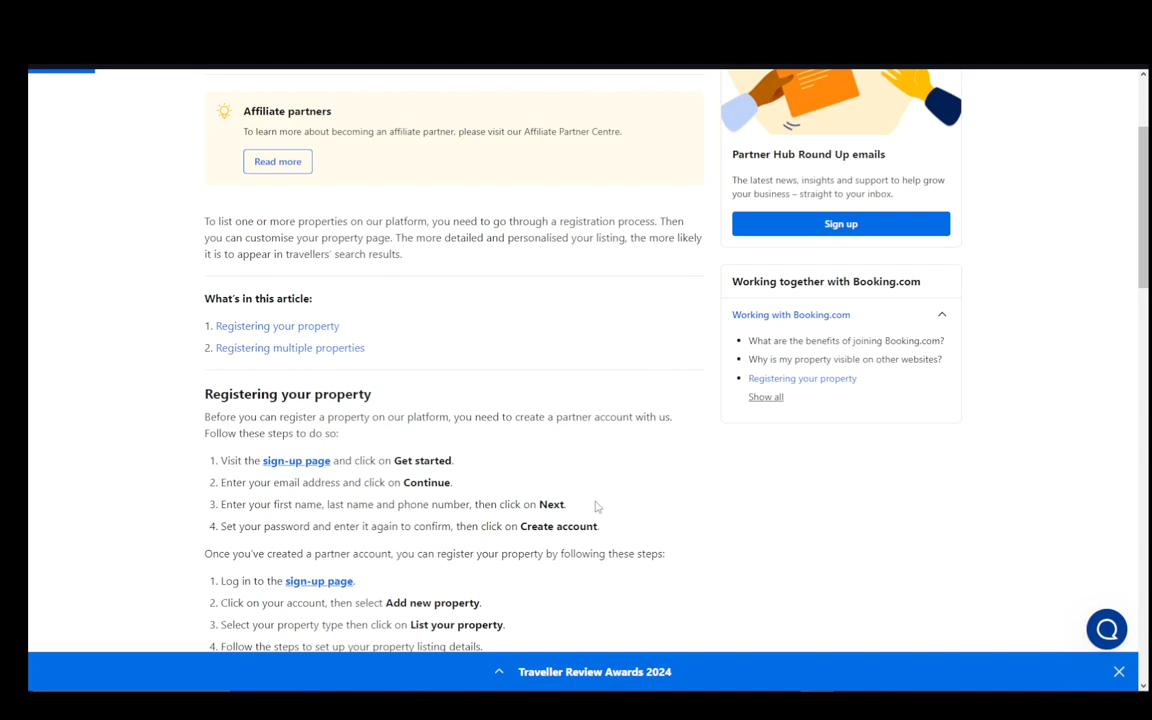 Affiliate partners
To learn more about becoming an affiliate partner, please visit our Affiliate Partner Centre.
Read more
To list one or more properties on our platform, you need to go through a registration process. Then
you can customise your property page. The more detailed and personalised your listing, the more likely
it is to appear in travellers' search results.
What's in this article:
1. Registering your property
2. Registering multiple properties
Registering your property
Before you can register a property on our platform, you need to create a partner account with us.
Follow these steps to do so:
1. Visit the sign-up page and click on Get started.
2. Enter your email address and click on Continue.
3. Enter your first name, last name and phone number, then click on Next.
4. Set your password and enter it again to confirm, then click on Create account.
Once you've created a partner account, you can register your property by following these steps:
1. Log in to the sign-up page.
2. Click on your account, then select Add new property.
3. Select your property type then click on List your property.
4. Follow the steps to set up your property listing details.
Partner Hub Round Up emails
The latest news, insights and support to help grow
your business – straight to your inbox.
Sign up
Working together with Booking.com
Working with Booking.com
• What are the benefits of joining Booking.com?
• Why is my property visible on other websites?
• Registering your property
Show all
Traveller Review Awards 2024